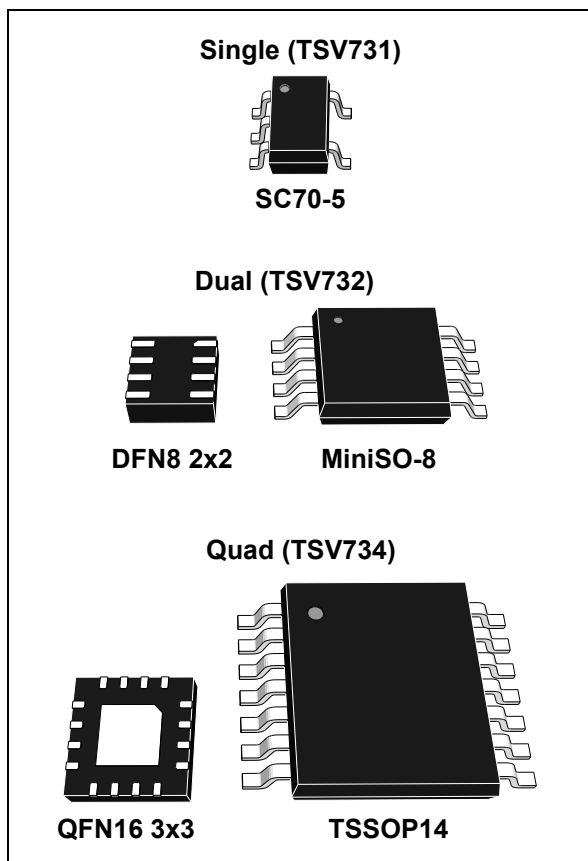 Single (TSV731)
SC70-5
Dual (TSV732)
DFN8 2x2 MiniSO-8
Quad (TSV734)
QFN16 3x3 TSSOP14